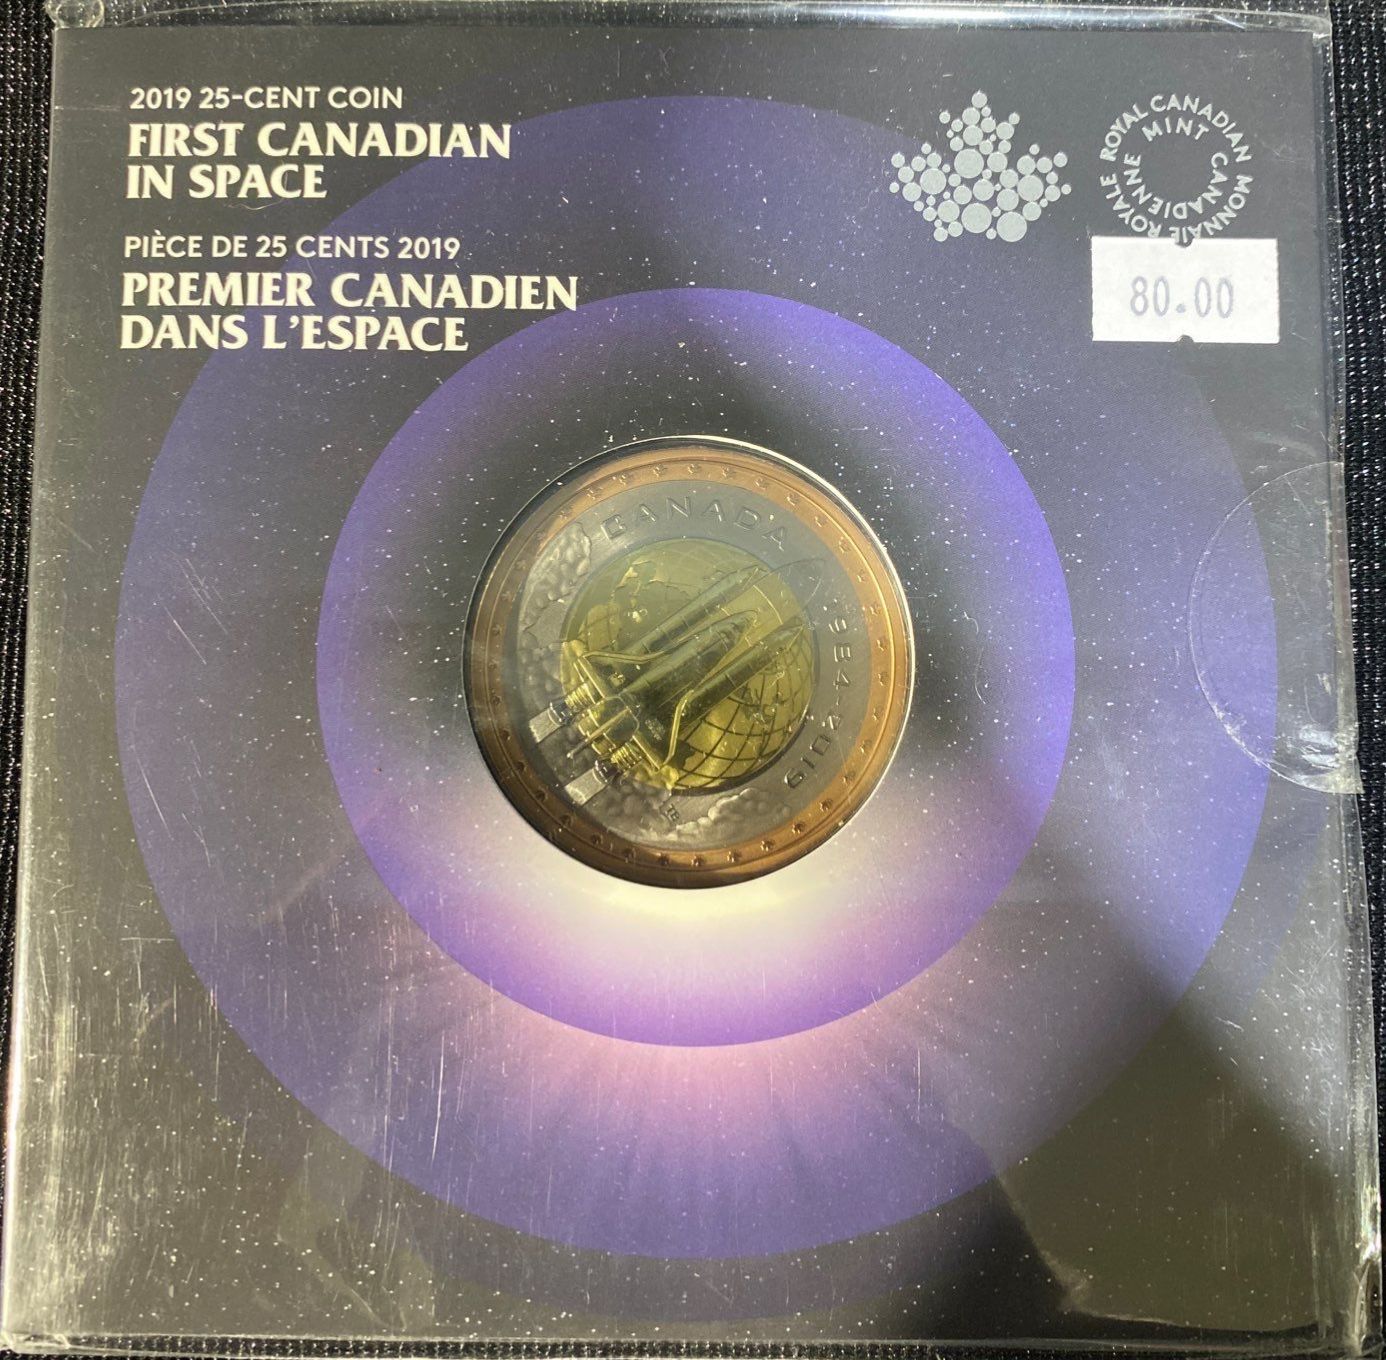 2019 25-CENT COIN
FIRST CANADIAN
IN SPACE
PIÈCE DE 25 CENTS 2019
PREMIER CANADIEN
DANS L'ESPACE
ROYAL CANADIAN MINT
MONNAIE ROYALE CANADIENNE
80.00
CANADA
1984-2019